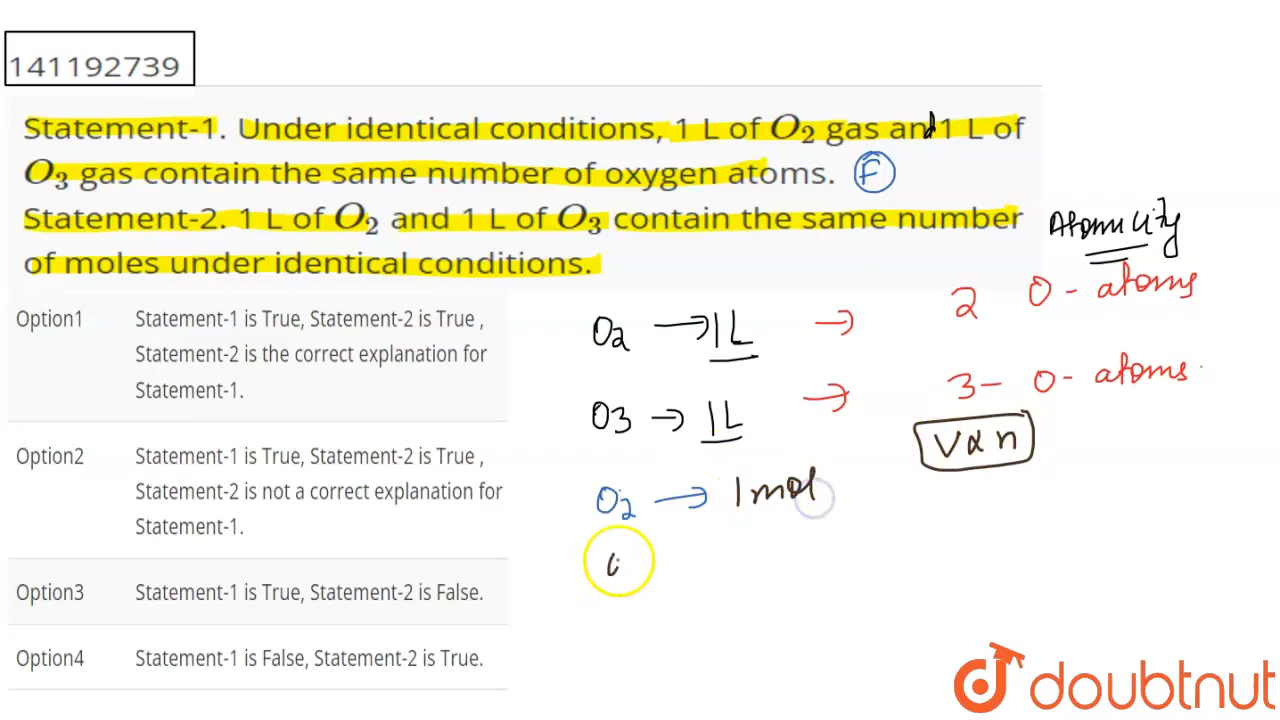 141192739
Statement-1. Under identical conditions, 1 L of O₂ gas and 1 L of
O₃ gas contain the same number of oxygen atoms. F
Statement-2. 1 L of O₂ and 1 L of O₃ contain the same number
of moles under identical conditions.
Atomicity
Option1 Statement-1 is True, Statement-2 is True ,
Statement-2 is the correct explanation for
Statement-1.
O2 → 1L → 2 O - atoms
O3 → 1L → 3 - O - atoms
V α n
Option2 Statement-1 is True, Statement-2 is True ,
Statement-2 is not a correct explanation for
Statement-1.
O2 → 1 mol
Option3 Statement-1 is True, Statement-2 is False.
Option4 Statement-1 is False, Statement-2 is True.
doubtnut